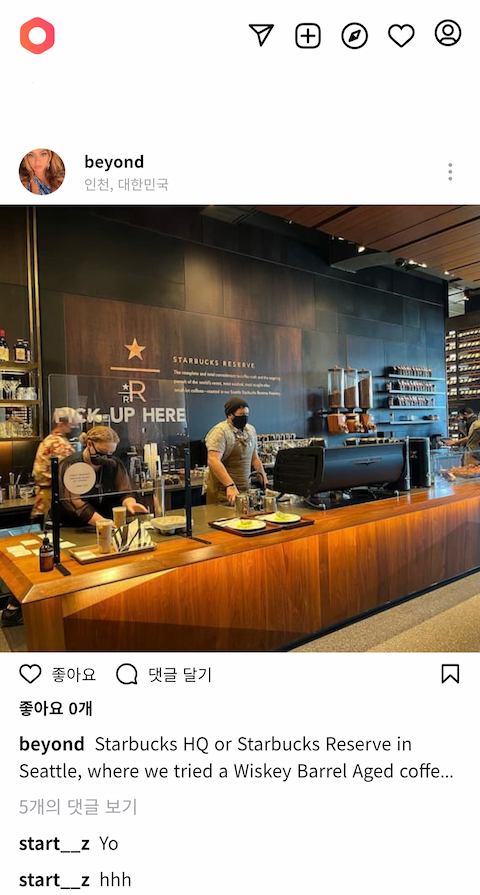 beyond
인천, 대한민국
STARBUCKS RESERVE
R
PICK-UP HERE
좋아요
댓글 달기
좋아요 0개
beyond Starbucks HQ or Starbucks Reserve in
Seattle, where we tried a Wiskey Barrel Aged coffe...
5개의 댓글 보기
start__z Yo
start__z hhh